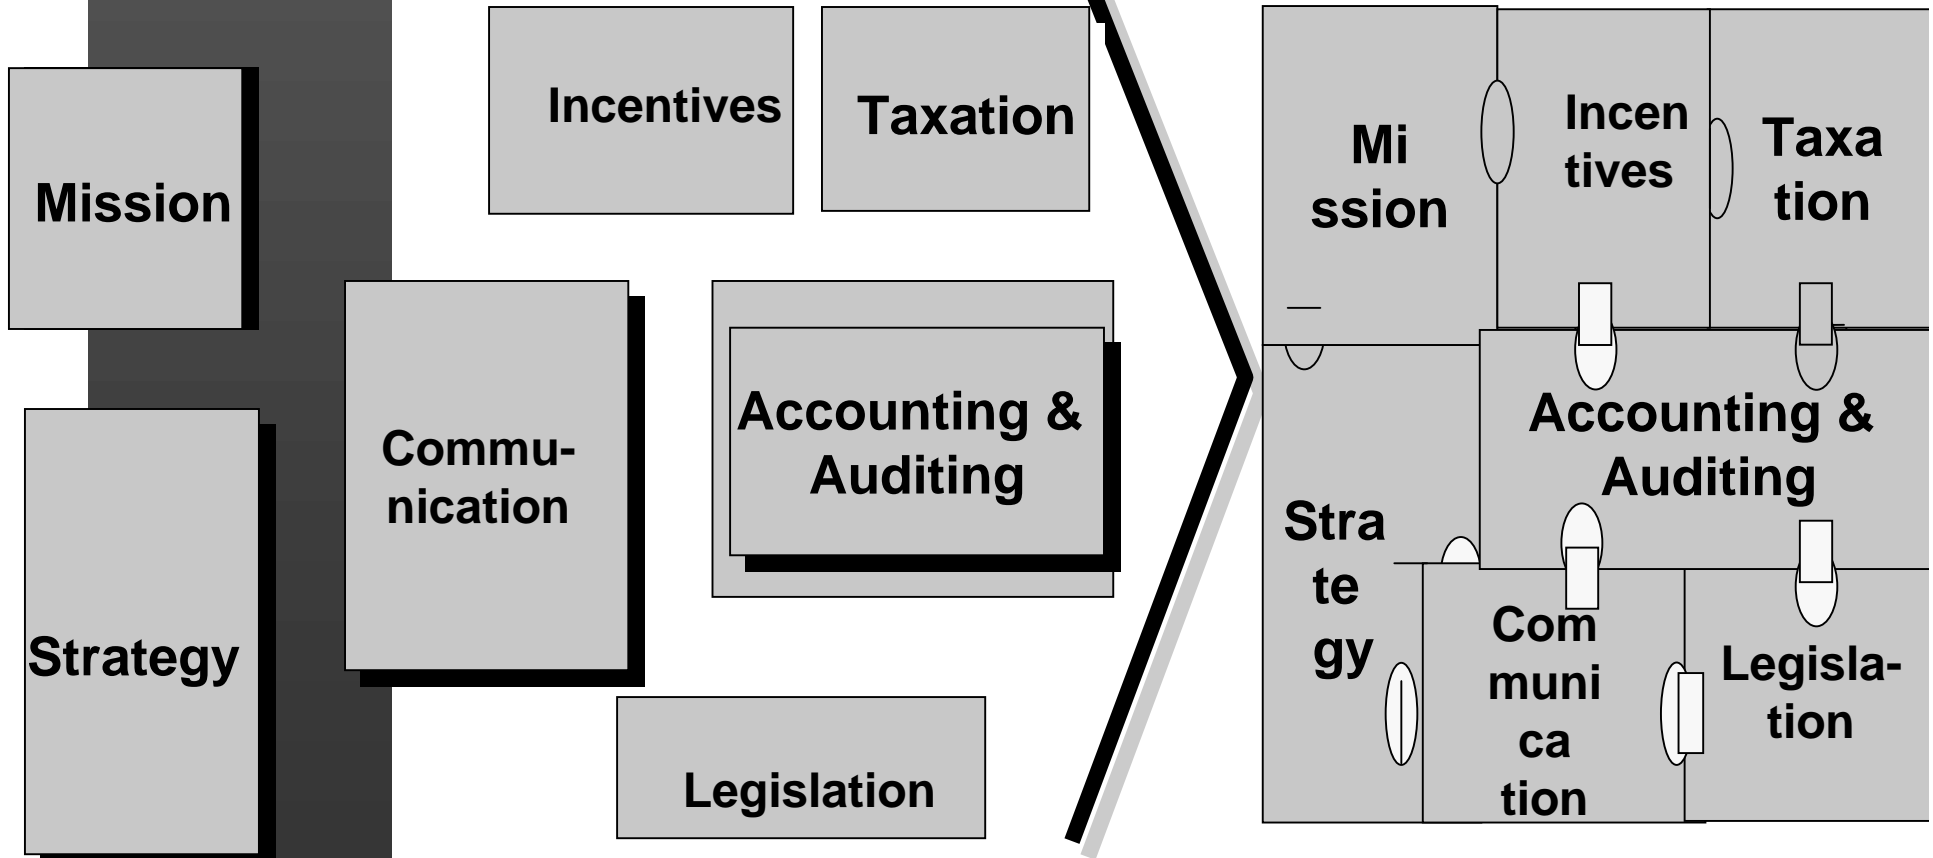 Incentives
Taxation
Mission
Commu-
nication
Accounting &
Auditing
Strategy
Legislation
Mi
ssion
Incen
tives
Taxa
tion
Accounting &
Auditing
Stra
te
gy
Com
muni
ca
tion
Legisla-
tion